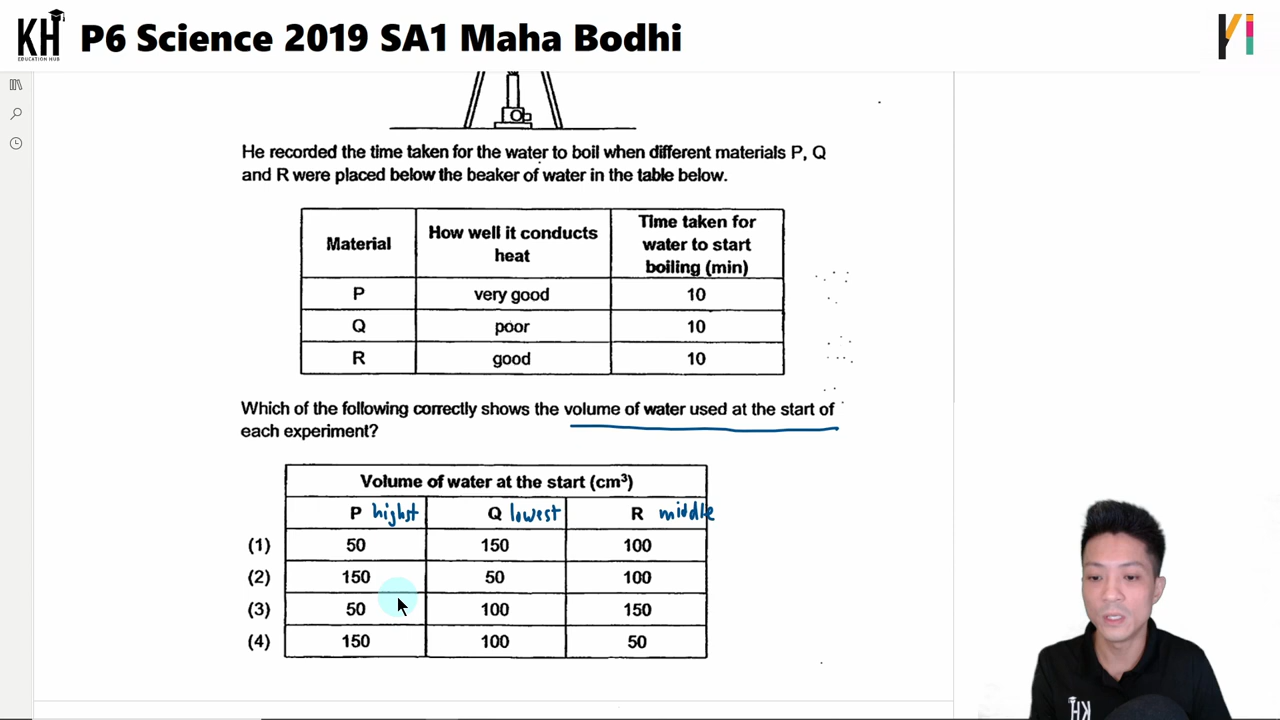 KH
EDUCATION HUB
P6 Science 2019 SA1 Maha Bodhi
He recorded the time taken for the water to boil when different materials P, Q
and R were placed below the beaker of water in the table below.
Material How well it conducts heat Time taken for water to start boiling (min)
P very good 10
Q poor 10
R good 10
Which of the following correctly shows the volume of water used at the start of
each experiment?
Volume of water at the start (cm³)
P highst Q lowest R middle
(1) 50 150 100
(2) 150 50 100
(3) 50 100 150
(4) 150 100 50
KH